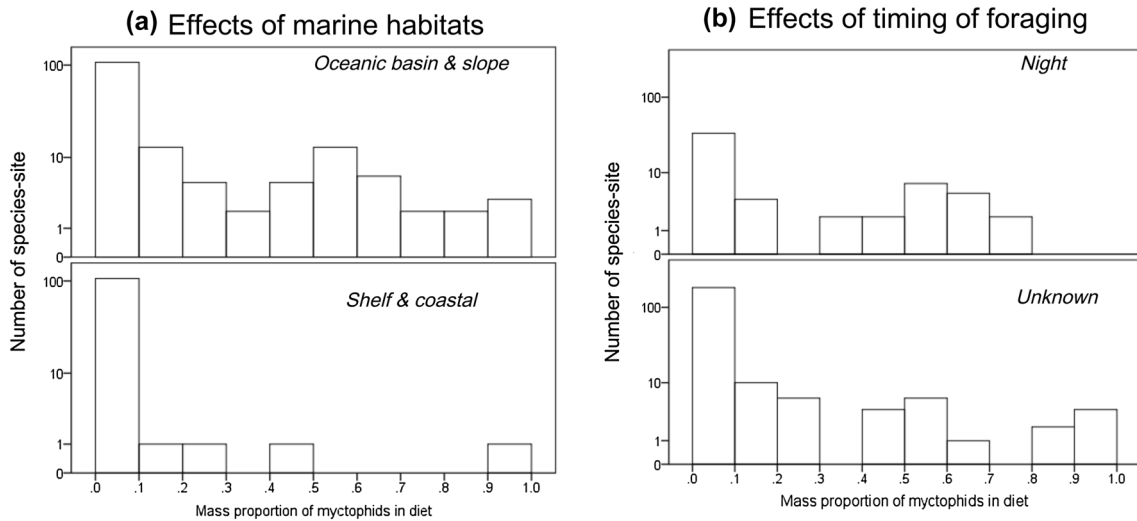 (a) Effects of marine habitats
Number of species-site
Oceanic basin & slope
100
10
1
0
Shelf & coastal
100
10
1
0
.0 .1 .2 .3 .4 .5 .6 .7 .8 .9 1.0
Mass proportion of myctophids in diet
(b) Effects of timing of foraging
Number of species-site
Night
100
10
1
0
Unknown
100
10
1
0
.0 .1 .2 .3 .4 .5 .6 .7 .8 .9 1.0
Mass proportion of myctophids in diet